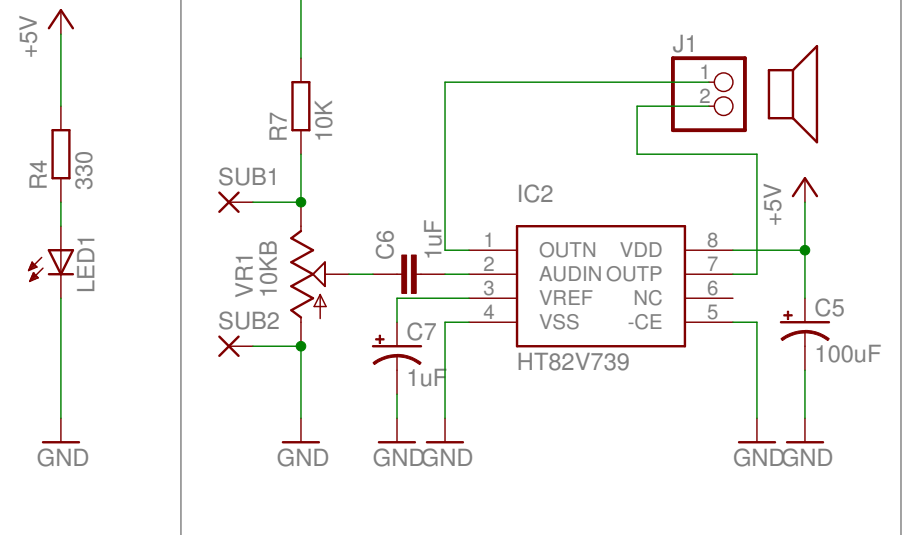 +5V
R4
330
LED1
GND
R7
10K
SUB1
VR1
10KB
SUB2
GND
C6
1uF
C7
1uF
GND
GND
IC2
1
2
3
4
OUTN VDD
AUDIN OUTP
VREF NC
VSS -CE
8
7
6
5
HT82V739
J1
1
2
+5V
+
C5
100uF
+
GND
GND